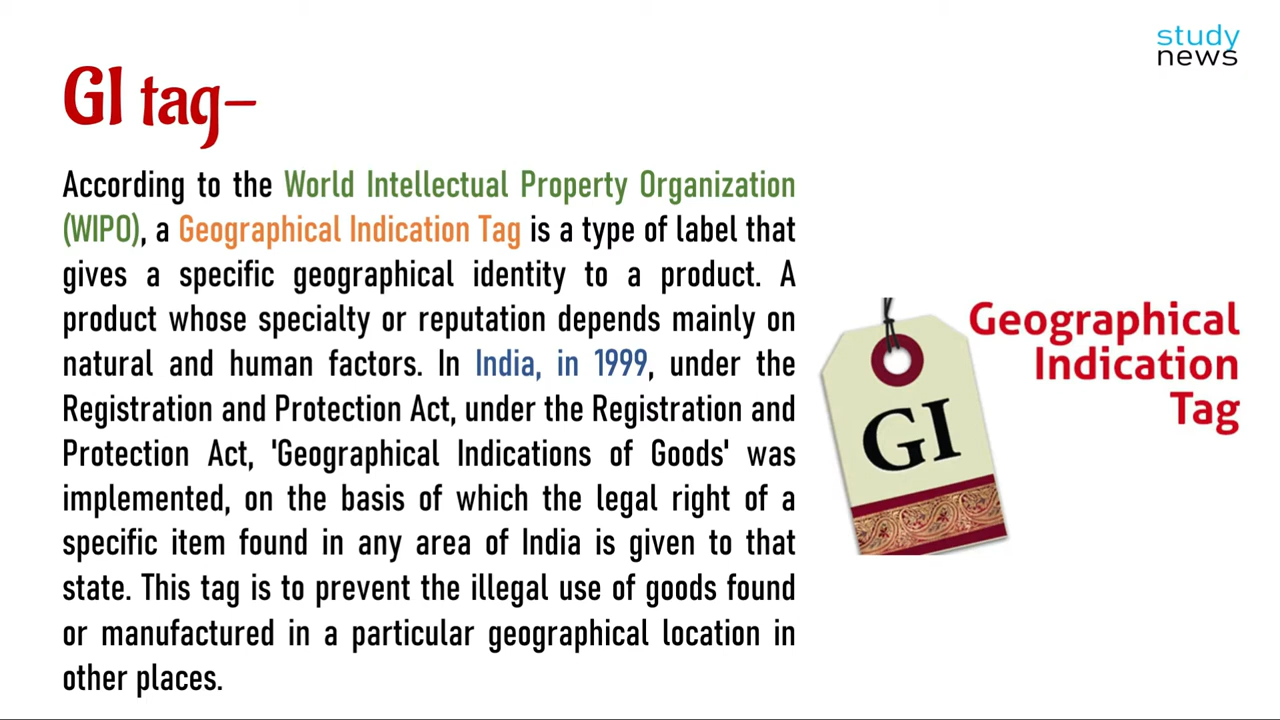 study
news
GI tag–
According to the World Intellectual Property Organization
(WIPO), a Geographical Indication Tag is a type of label that
gives a specific geographical identity to a product. A
product whose specialty or reputation depends mainly on
natural and human factors. In India, in 1999, under the
Registration and Protection Act, under the Registration and
Protection Act, 'Geographical Indications of Goods' was
implemented, on the basis of which the legal right of a
specific item found in any area of India is given to that
state. This tag is to prevent the illegal use of goods found
or manufactured in a particular geographical location in
other places.
Geographical
Indication
Tag
GI